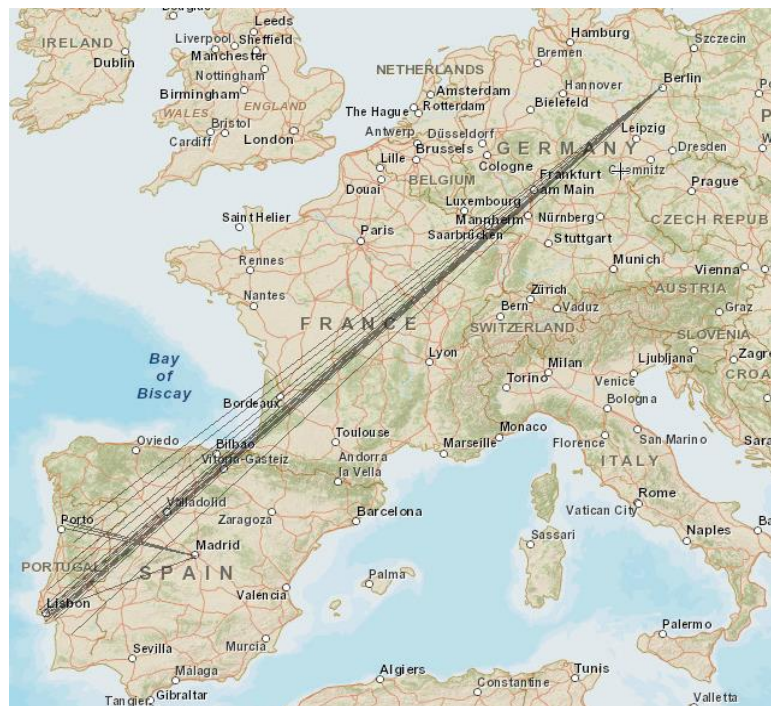 Douglas
Leeds
IRELAND
Liverpool
Sheffield
Dublin
Manchester
Nottingham
Birmingham
ENGLAND
WALES
Bristol
Cardiff
London
Hamburg
Szczecin
Bremen
NETHERLANDS
Berlin
Amsterdam
Hannover
The Hague
Rotterdam
Bielefeld
Antwerp
Düsseldorf
GERMANY
Leipzig
Brussels
Dresden
Lille
Cologne
Chemnitz
Douai
BELGIUM
Frankfurt
am Main
Prague
Luxembourg
Saint Helier
Mannheim
Nürnberg
CZECH REPUB
Paris
Saarbrücken
Stuttgart
Rennes
Munich
Vienna
Nantes
Zürich
AUSTRIA
Bern
Vaduz
Graz
FRANCE
SWITZERLAND
SLOVENIA
Bay
of
Biscay
Lyon
Ljubljana
Zagre
Milan
Torino
Venice
CROA
Bordeaux
Bologna
Monaco
Oviedo
Bilbao
Toulouse
Marseille
Florence
San Marino
Sara
Vitoria-Gasteiz
Andorra
la Vella
ITALY
Valladolid
Zaragoza
Barcelona
Rome
Porto
Vatican City
Ba
Madrid
Sassari
Naples
PORTUGAL
SPAIN
Palma
Lisbon
Valencia
Palermo
Sevilla
Murcia
Málaga
Algiers
Tunis
Tangier
Gibraltar
Constantine
Valletta